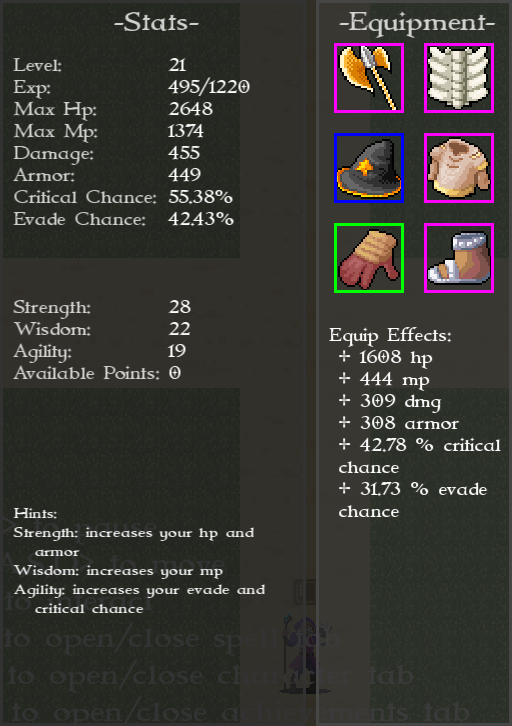 -Stats-
Level: 21
Exp: 495/1220
Max Hp: 2648
Max Mp: 1374
Damage: 455
Armor: 449
Critical Chance: 55.38%
Evade Chance: 42.43%
Strength: 28
Wisdom: 22
Agility: 19
Available Points: 0
Hints:
Strength: increases your hp and
armor
Wisdom: increases your mp
Agility: increases your evade and
critical chance
-Equipment-
Equip Effects:
+ 1608 hp
+ 444 mp
+ 309 dmg
+ 308 armor
+ 42.78 % critical
chance
+ 31.73 % evade
chance
to pause
to open/close
to open/close character tab
to open/close achievements tab